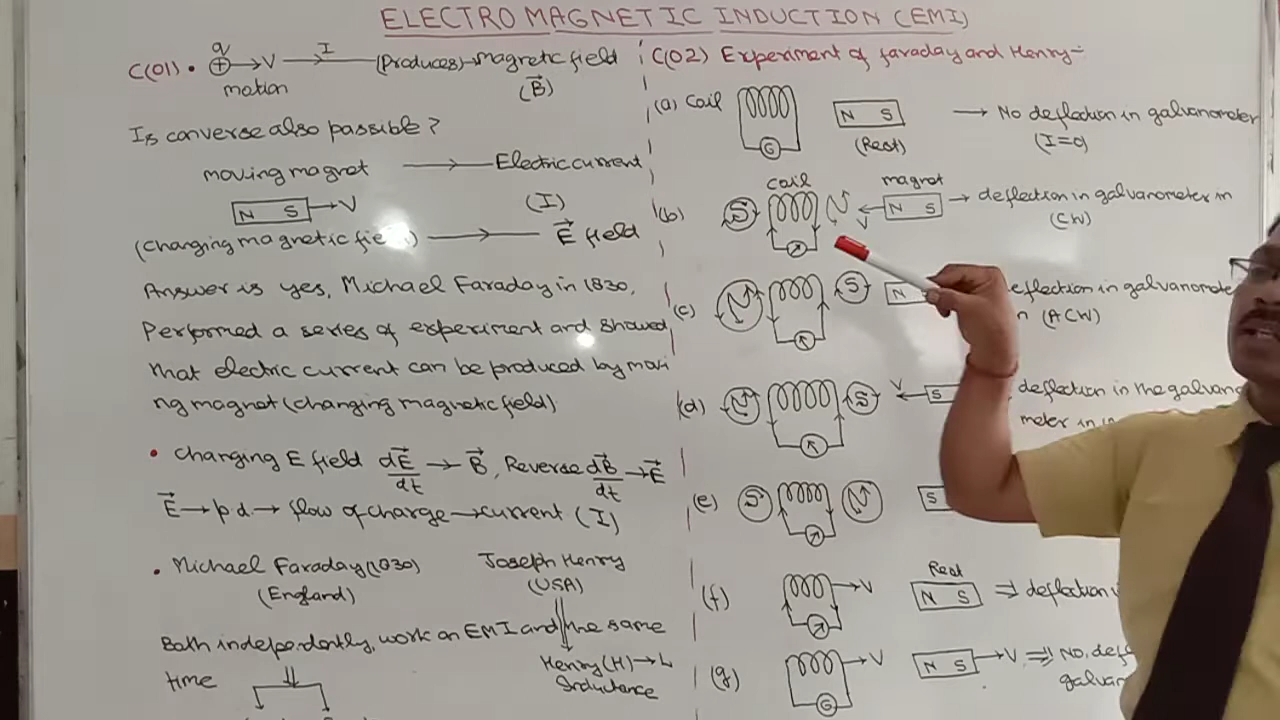 ELECTROMAGNETIC INDUCTION (EMI)
C(01). q + → V motion I → (Produces) → magnetic field (B⃗)
Is converse also possible?
moving magnet → Electric current
N S → V (I)
(Changing magnetic fie ) → E⃗ field
Answer is yes, Michael Faraday in 1830,
Performed a series of experiment and showed
that electric current can be produced by movi
ng magnet (changing magnetic field)
• Changing E field dE⃗/dt → B⃗, Reverse dB⃗/dt → E⃗
E⃗ → p d → flow of charge → current (I)
• Michael Faraday (1830) Joseph Henry
(England) (USA)
Both independently, work on EMI and the same
time
Henry (H) → L
Inductance
C(02) Experiment of faraday and Henry:-
(a) Coil G N S (Rest) → No deflection in galvanometer
(I=0)
(b) S coil N V magnet N S → deflection in galvanometer in
(CW)
(c) N S N eflection in galvanomete
n (ACW)
(d) N S V S deflection in the galvano
meter in
(e) S N S
(f) → V Rest N S ⇒ deflection
(g) G → V N S → V ⇒ No, def
galvan